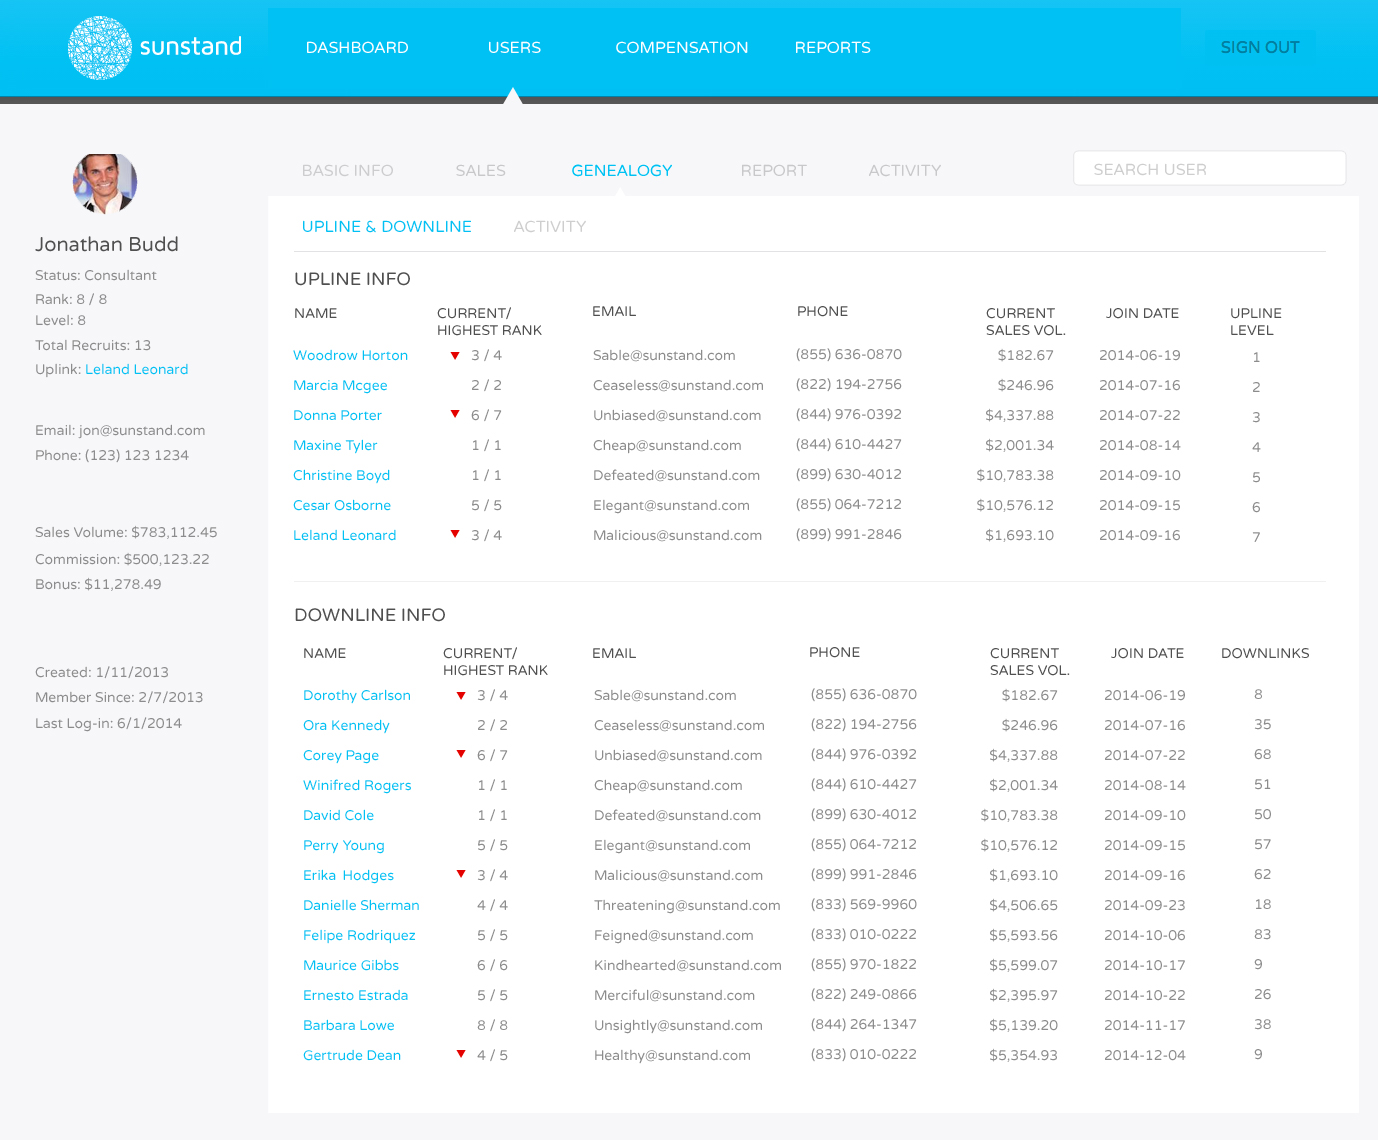 sunstand
DASHBOARD USERS COMPENSATION REPORTS SIGN OUT
BASIC INFO SALES GENEALOGY REPORT ACTIVITY SEARCH USER
UPLINE & DOWNLINE ACTIVITY
Jonathan Budd
Status: Consultant
Rank: 8 / 8
Level: 8
Total Recruits: 13
Uplink: Leland Leonard
Email: jon@sunstand.com
Phone: (123) 123 1234
Sales Volume: $783,112.45
Commission: $500,123.22
Bonus: $11,278.49
Created: 1/11/2013
Member Since: 2/7/2013
Last Log-in: 6/1/2014
UPLINE INFO
NAME CURRENT/ EMAIL PHONE CURRENT JOIN DATE UPLINE
HIGHEST RANK SALES VOL. LEVEL
Woodrow Horton 3 / 4 Sable@sunstand.com (855) 636-0870 $182.67 2014-06-19 1
Marcia Mcgee 2 / 2 Ceaseless@sunstand.com (822) 194-2756 $246.96 2014-07-16 2
Donna Porter 6 / 7 Unbiased@sunstand.com (844) 976-0392 $4,337.88 2014-07-22 3
Maxine Tyler 1 / 1 Cheap@sunstand.com (844) 610-4427 $2,001.34 2014-08-14 4
Christine Boyd 1 / 1 Defeated@sunstand.com (899) 630-4012 $10,783.38 2014-09-10 5
Cesar Osborne 5 / 5 Elegant@sunstand.com (855) 064-7212 $10,576.12 2014-09-15 6
Leland Leonard 3 / 4 Malicious@sunstand.com (899) 991-2846 $1,693.10 2014-09-16 7
DOWNLINE INFO
NAME CURRENT/ EMAIL PHONE CURRENT JOIN DATE DOWNLINKS
HIGHEST RANK SALES VOL.
Dorothy Carlson 3 / 4 Sable@sunstand.com (855) 636-0870 $182.67 2014-06-19 8
Ora Kennedy 2 / 2 Ceaseless@sunstand.com (822) 194-2756 $246.96 2014-07-16 35
Corey Page 6 / 7 Unbiased@sunstand.com (844) 976-0392 $4,337.88 2014-07-22 68
Winifred Rogers 1 / 1 Cheap@sunstand.com (844) 610-4427 $2,001.34 2014-08-14 51
David Cole 1 / 1 Defeated@sunstand.com (899) 630-4012 $10,783.38 2014-09-10 50
Perry Young 5 / 5 Elegant@sunstand.com (855) 064-7212 $10,576.12 2014-09-15 57
Erika Hodges 3 / 4 Malicious@sunstand.com (899) 991-2846 $1,693.10 2014-09-16 62
Danielle Sherman 4 / 4 Threatening@sunstand.com (833) 569-9960 $4,506.65 2014-09-23 18
Felipe Rodriquez 5 / 5 Feigned@sunstand.com (833) 010-0222 $5,593.56 2014-10-06 83
Maurice Gibbs 6 / 6 Kindhearted@sunstand.com (855) 970-1822 $5,599.07 2014-10-17 9
Ernesto Estrada 5 / 5 Merciful@sunstand.com (822) 249-0866 $2,395.97 2014-10-22 26
Barbara Lowe 8 / 8 Unsightly@sunstand.com (844) 264-1347 $5,139.20 2014-11-17 38
Gertrude Dean 4 / 5 Healthy@sunstand.com (833) 010-0222 $5,354.93 2014-12-04 9